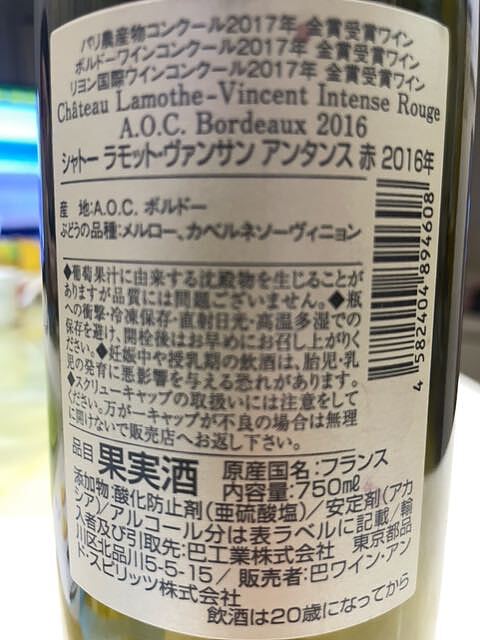 パリ農産物コンクール2017年 金賞受賞ワイン
ボルドーワインコンクール2017年 金賞受賞ワイン
リヨン国際ワインコンクール2017年 金賞受賞ワイン
Château Lamothe-Vincent Intense Rouge
A.O.C. Bordeaux 2016
シャトー ラモット・ヴァンサン アンタンス 赤 2016年
産 地:A.O.C. ボルドー
ぶどうの品種:メルロー、カベルネソーヴィニョン
◆葡萄果汁に由来する沈殿物を生じることが
ありますが品質には問題ございません。◆瓶
への衝撃・冷凍保存・直射日光・高温多湿での
保存を避け、開栓後はお早めにお召し上がりく
ださい。◆妊娠中や授乳期の飲酒は、胎児・乳
児の発育に悪影響を与える恐れがあります。
◆スクリューキャップの取扱いには注意をして
ください。万が一キャップが不良の場合は無理
に開けないで販売店へお返し下さい。
4 582404 894608
品目 果実酒 原産国名:フランス
内容量:750㎖
添加物:酸化防止剤(亜硫酸塩)/安定剤(アカ
シア)/アルコール分は表ラベルに記載/輸
入者及び引取先:巴工業株式会社 東京都品
川区北品川5-5-15/販売者:巴ワイン・アン
ド・スピリッツ株式会社
飲酒は20歳になってから